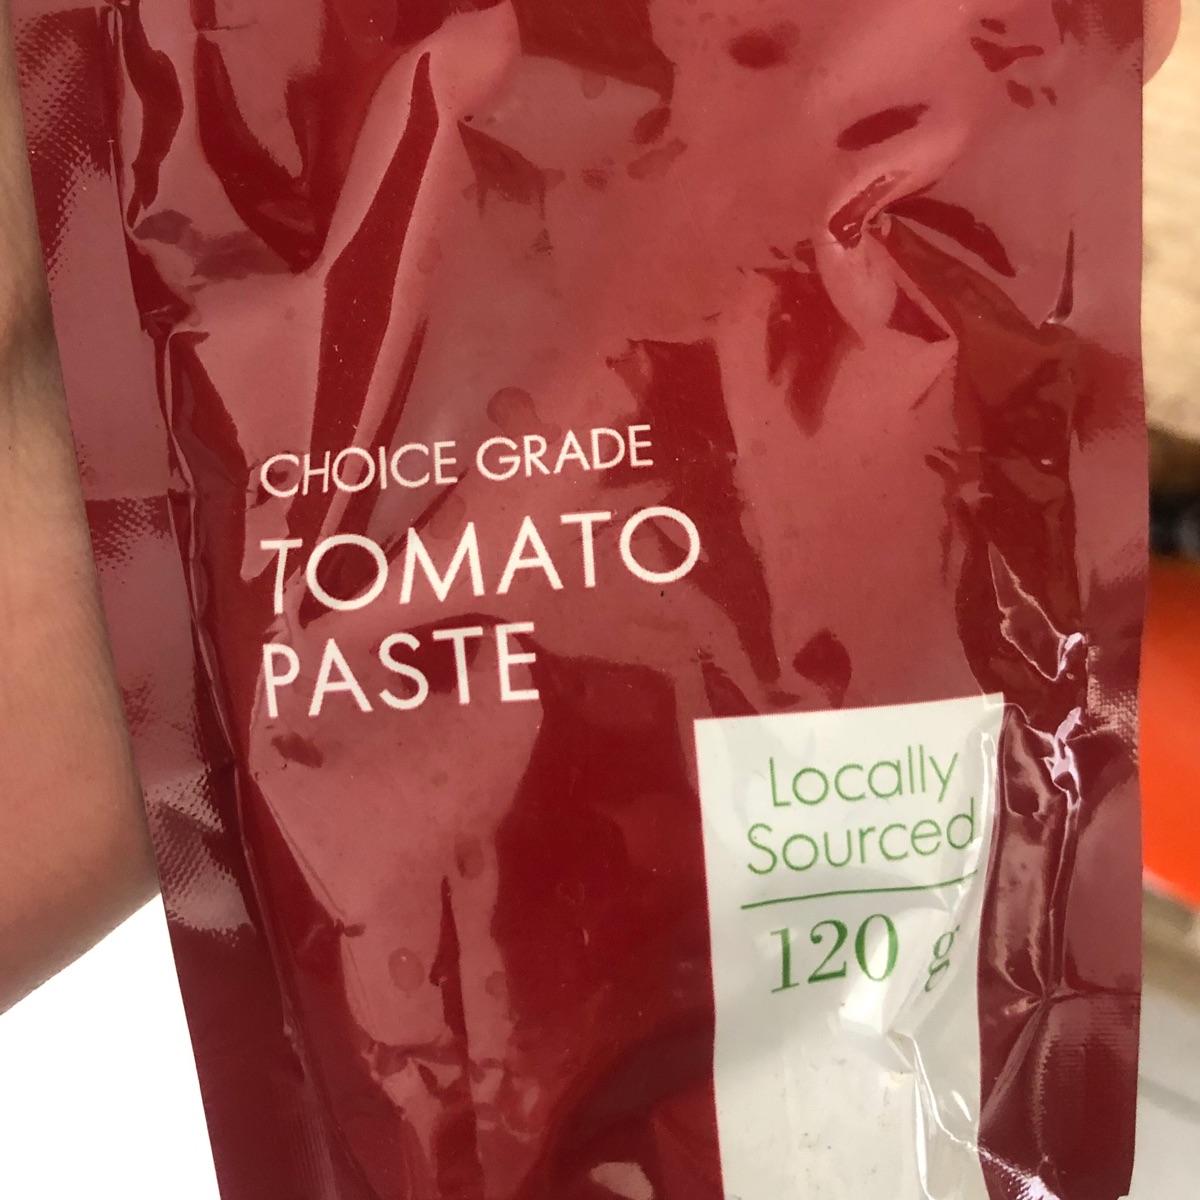 CHOICE GRADE
TOMATO
PASTE
Locally
Sourced
120 g